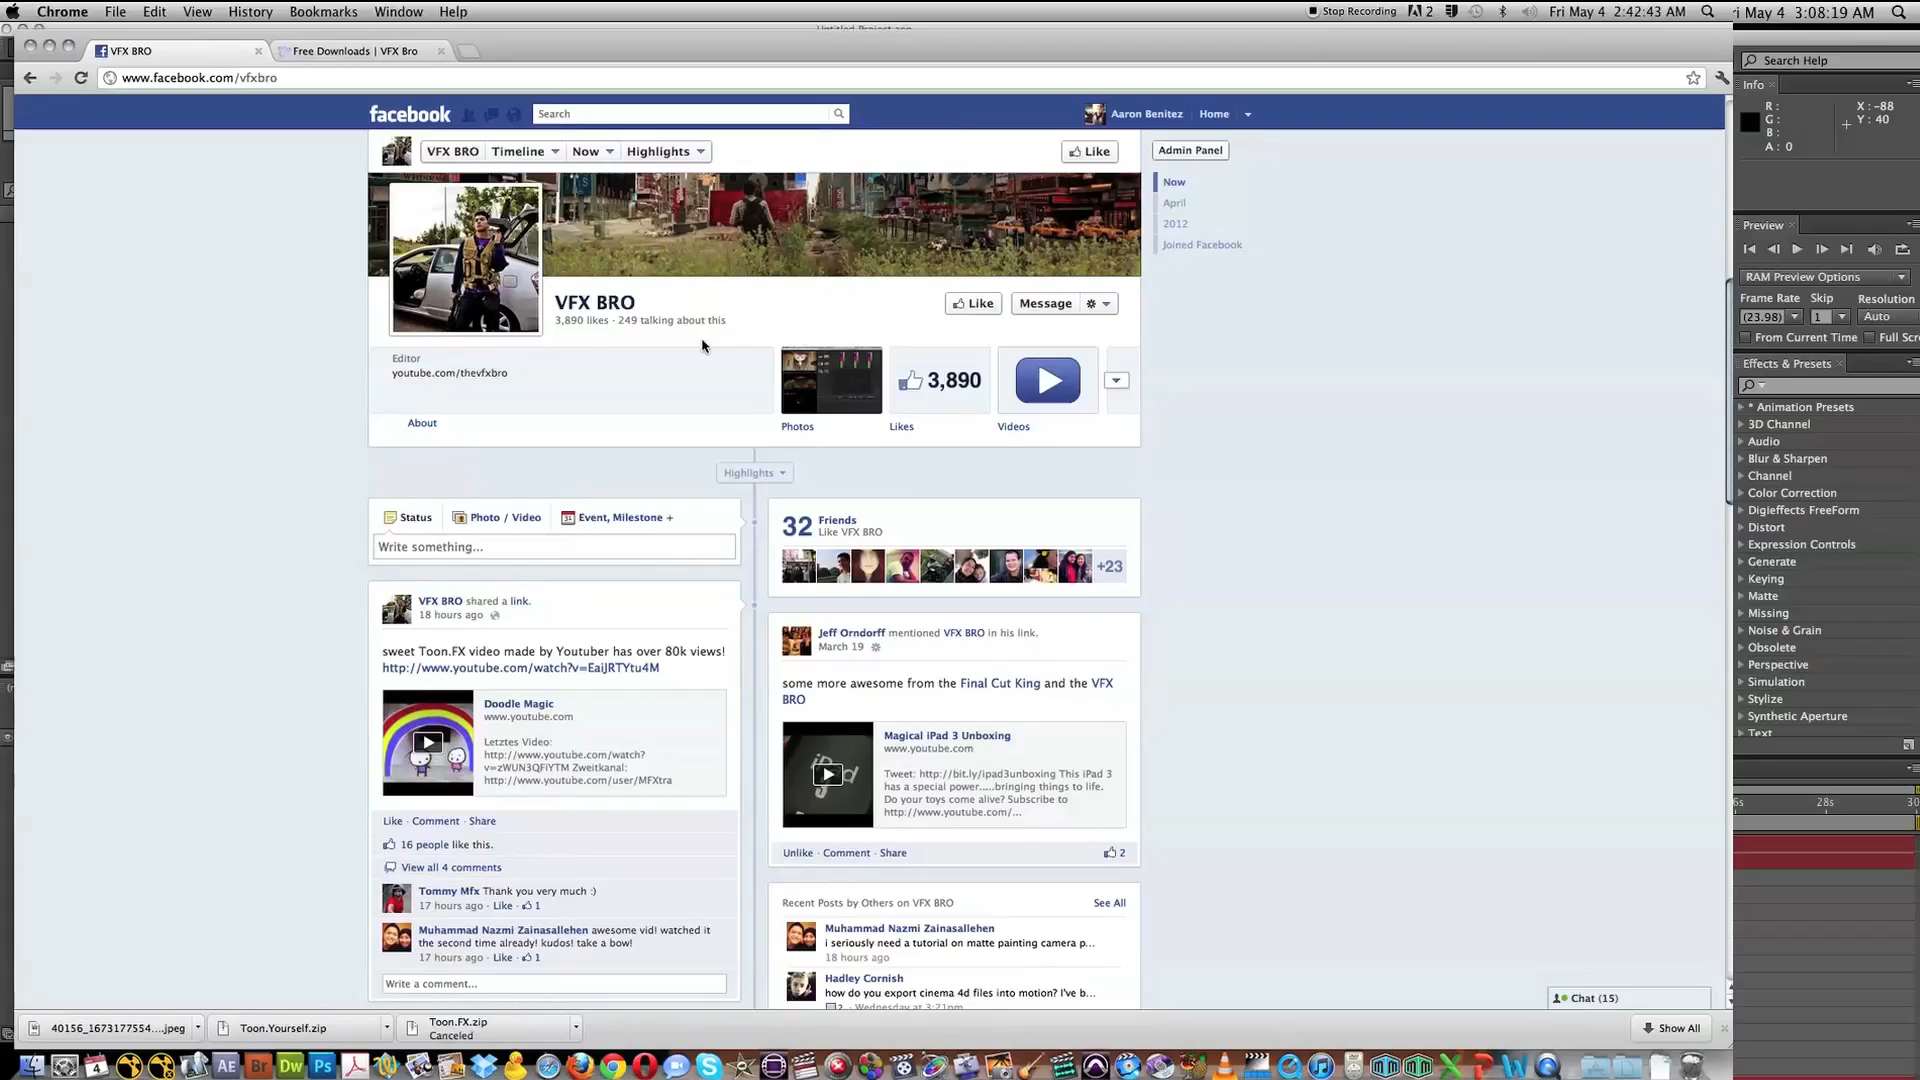 Chrome File Edit View History Bookmarks Window Help Stop Recording 2 Fri May 4 2:42:43 AM ri May 4 3:08:19 AM
VFX BRO Free Downloads | VFX Bro
www.facebook.com/vfxbro
Search Help
facebook Search Aaron Benitez Home
VFX BRO Timeline Now Highlights Like Admin Panel
Now
April
2012
Joined Facebook
VFX BRO
3,890 likes · 249 talking about this
Like Message
Editor
youtube.com/thevfxbro
About
3,890
Photos Likes Videos
Highlights
Status Photo / Video Event, Milestone +
Write something...
VFX BRO shared a link.
18 hours ago
sweet Toon.FX video made by Youtuber has over 80k views!
http://www.youtube.com/watch?v=EaiJRTYtu4M
Doodle Magic
www.youtube.com
Letztes Video:
http://www.youtube.com/watch?
v=zWUN3QFiYTM Zweitkanal:
http://www.youtube.com/user/MFXtra
Like · Comment · Share
16 people like this.
View all 4 comments
Tommy Mfx Thank you very much :)
17 hours ago · Like · 1
Muhammad Nazmi Zainasallehen awesome vid! watched it
the second time already! kudos! take a bow!
17 hours ago · Like · 1
Write a comment...
32 Friends
Like VFX BRO
+23
Jeff Orndorff mentioned VFX BRO in his link.
March 19
some more awesome from the Final Cut King and the VFX
BRO
Magical iPad 3 Unboxing
www.youtube.com
Tweet: http://bit.ly/ipad3unboxing This iPad 3
has a special power.....bringing things to life.
Do your toys come alive? Subscribe to
http://www.youtube.com/...
Unlike · Comment · Share 2
Recent Posts by Others on VFX BRO See All
Muhammad Nazmi Zainasallehen
i seriously need a tutorial on matte painting camera p...
18 hours ago
Hadley Cornish
how do you export cinema 4d files into motion? I've b...
2 · Wednesday at 3:21pm
Chat (15)
40156_1673177554....jpeg Toon.Yourself.zip Toon.FX.zip
Canceled
Show All
Info
R: X: -88
G: Y: 40
B:
A: 0
Preview
RAM Preview Options
Frame Rate Skip Resolution
(23.98) 1 Auto
From Current Time Full Scre
Effects & Presets
* Animation Presets
3D Channel
Audio
Blur & Sharpen
Channel
Color Correction
Digieffects FreeForm
Distort
Expression Controls
Generate
Keying
Matte
Missing
Noise & Grain
Obsolete
Perspective
Simulation
Stylize
Synthetic Aperture
Text
6s 28s 30
AE Br Dw Ps